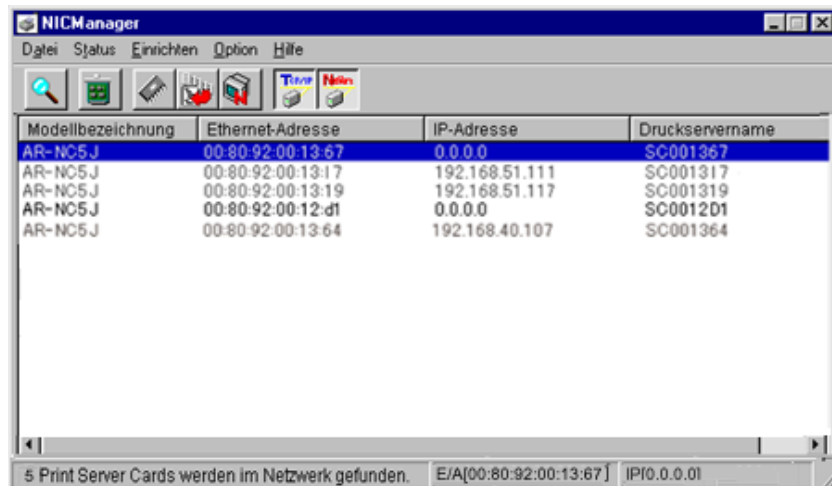 NICManager
Datei Status Einrichten Option Hilfe
Modellbezeichnung Ethernet-Adresse IP-Adresse Druckservername
AR-NC5J 00:80:92:00:13:67 0.0.0.0 SC001367
AR-NC5J 00:80:92:00:13:17 192.168.51.111 SC001317
AR-NC5J 00:80:92:00:13:19 192.168.51.117 SC001319
AR-NC5J 00:80:92:00:12:d1 0.0.0.0 SC0012D1
AR-NC5J 00:80:92:00:13:64 192.168.40.107 SC001364
5 Print Server Cards werden im Netzwerk gefunden. E/A[00:80:92:00:13:67] IP[0.0.0.0]